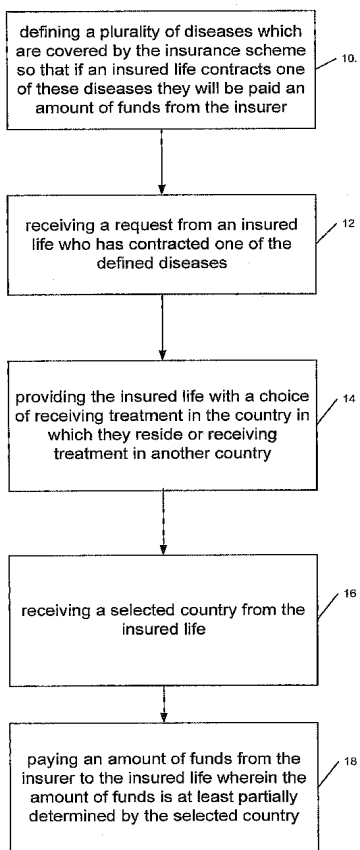 defining a plurality of diseases which
are covered by the insurance scheme
so that if an insured life contracts one
of these diseases they will be paid an
amount of funds from the insurer
10.
receiving a request from an insured
life who has contracted one of the
defined diseases
12
providing the insured life with a choice
of receiving treatment in the country in
which they reside or receiving
treatment in another country
14
receiving a selected country from the
insured life
16
paying an amount of funds from the
insurer to the insured life wherein the
amount of funds is at least partially
determined by the selected country
18